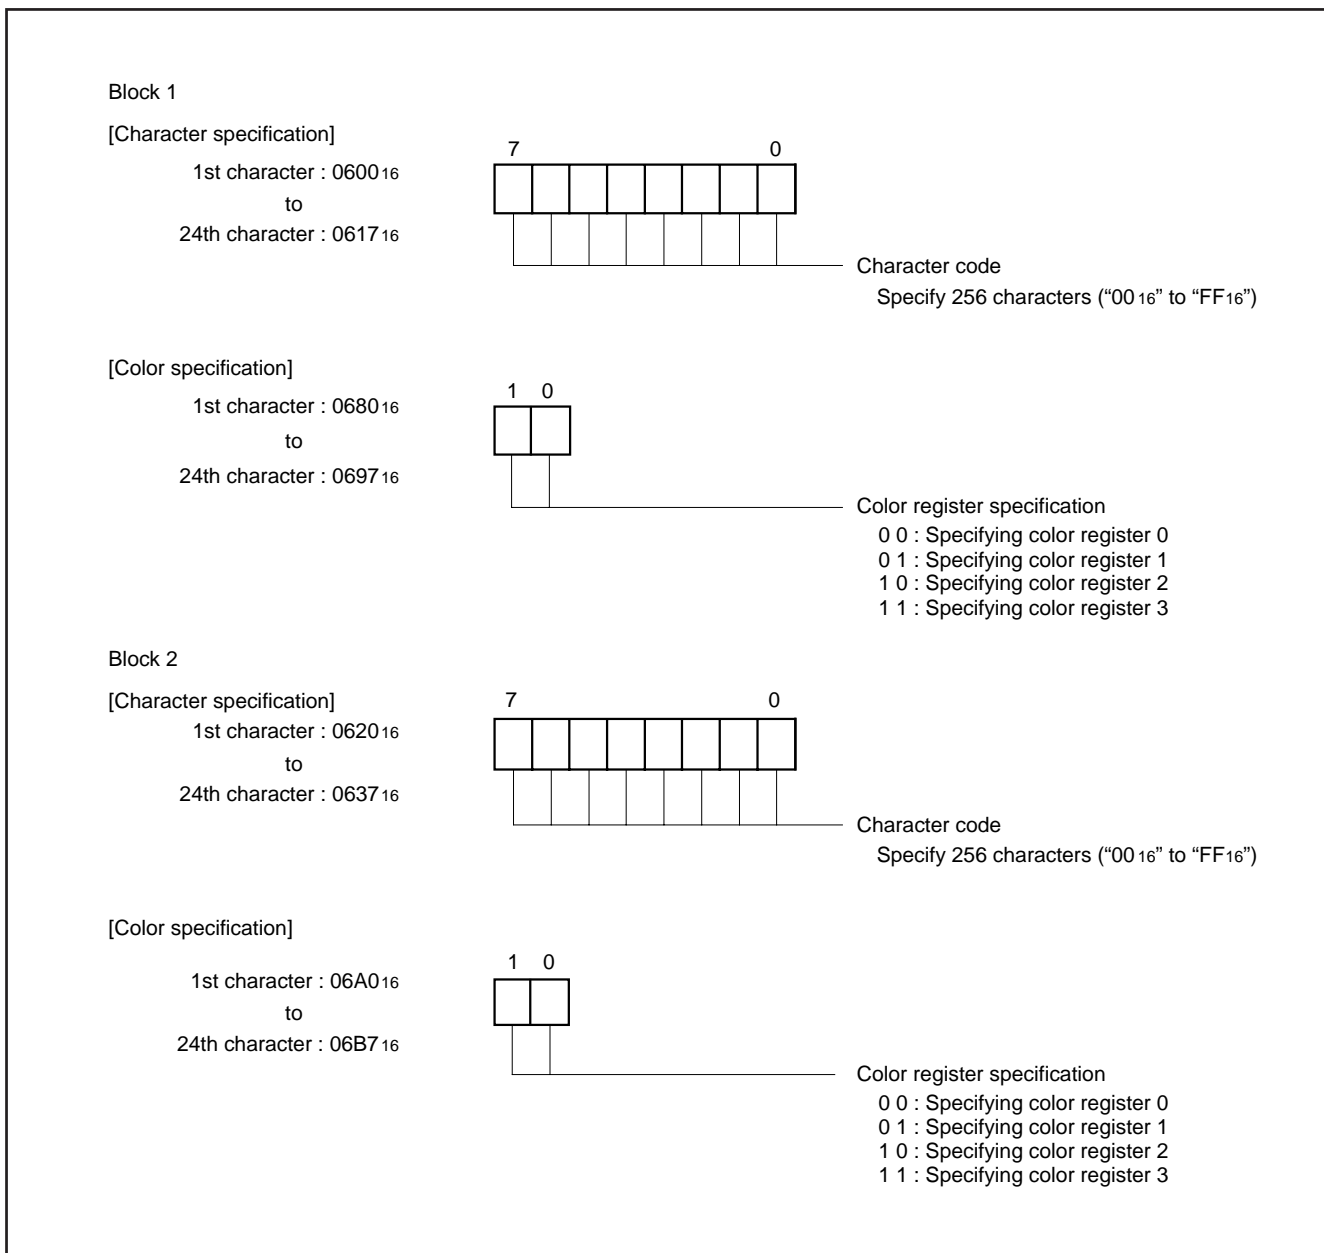 Block 1
[Character specification]
7 0
1st character : 0600₁₆
to
24th character : 0617₁₆
Character code
Specify 256 characters (“00₁₆” to “FF₁₆”)
[Color specification]
1 0
1st character : 0680₁₆
to
24th character : 0697₁₆
Color register specification
0 0 : Specifying color register 0
0 1 : Specifying color register 1
1 0 : Specifying color register 2
1 1 : Specifying color register 3
Block 2
[Character specification]
7 0
1st character : 0620₁₆
to
24th character : 0637₁₆
Character code
Specify 256 characters (“00₁₆” to “FF₁₆”)
[Color specification]
1 0
1st character : 06A0₁₆
to
24th character : 06B7₁₆
Color register specification
0 0 : Specifying color register 0
0 1 : Specifying color register 1
1 0 : Specifying color register 2
1 1 : Specifying color register 3